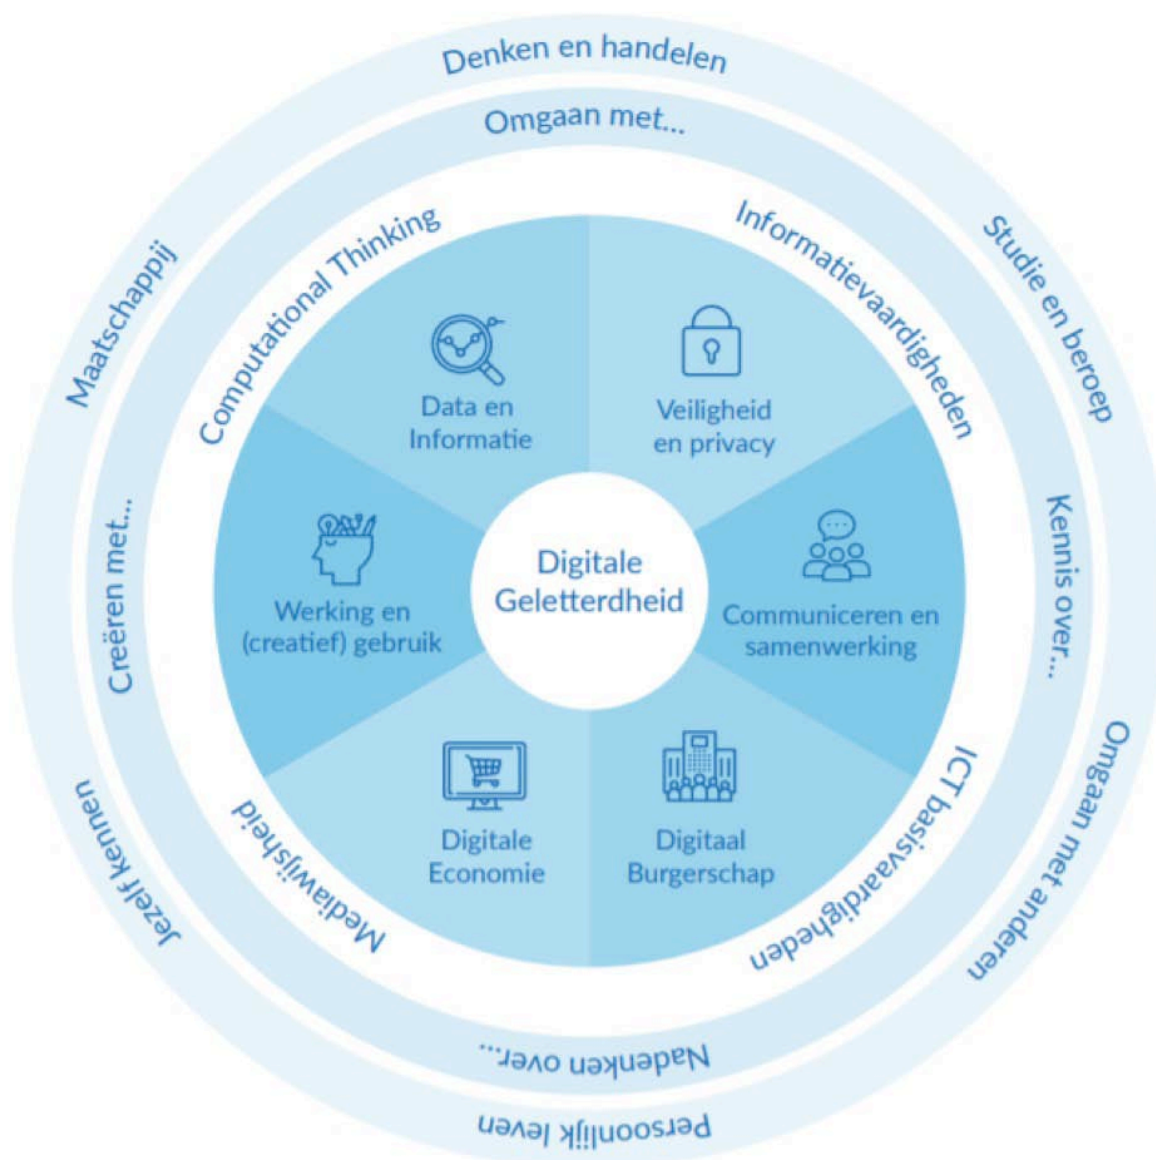 Denken en handelen
Omgaan met...
Maatschappij
Computational Thinking
Informatievaardigheden
Studie en beroep
Data en
Informatie
Veiligheid
en privacy
Creëren met...
Werking en
(creatief) gebruik
Digitale
Geletterdheid
Communiceren en
samenwerking
Kennis over...
Jezelf kennen
Mediawijsheid
Digitale
Economie
Digitaal
Burgerschap
ICT basisvaardigheden
Omgaan met anderen
Nadenken over...
Persoonlijk leven